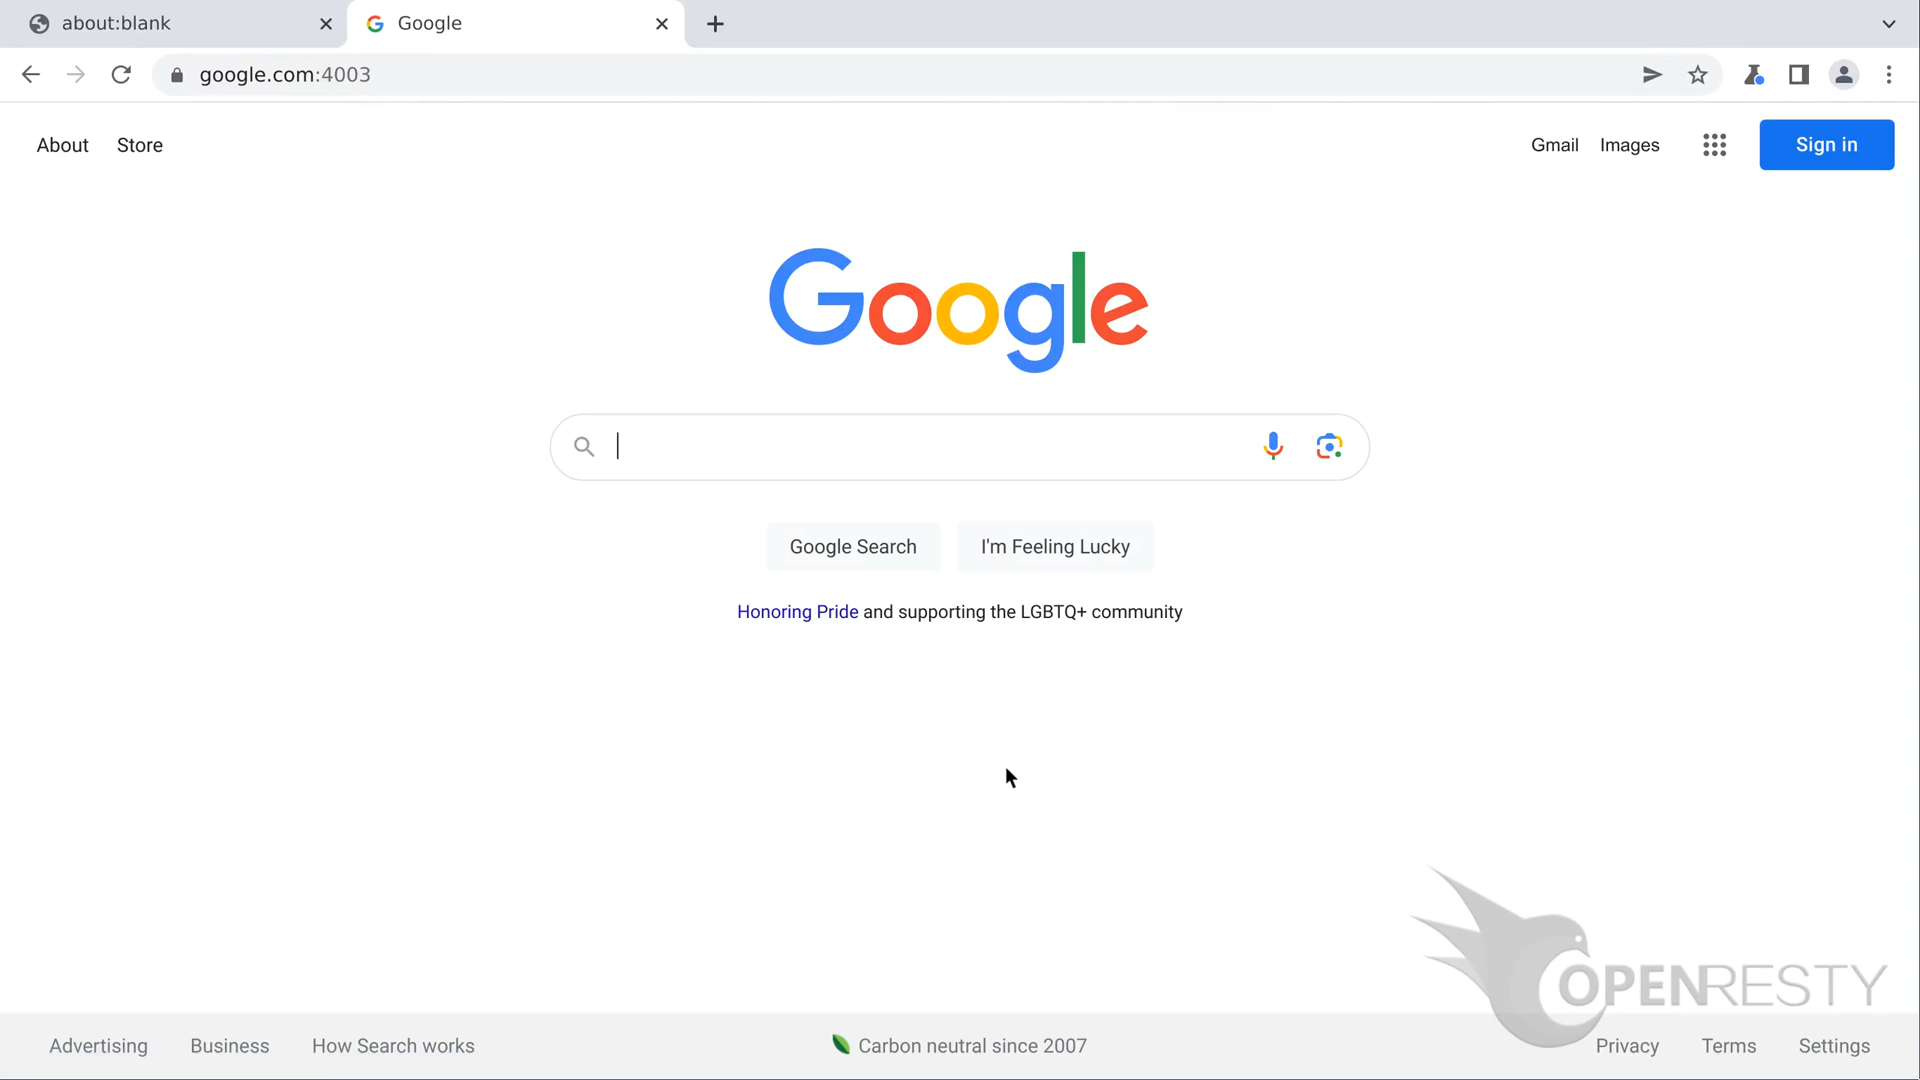 about:blank
Google
google.com:4003
About Store
Gmail Images Sign in
Google
Google Search I'm Feeling Lucky
Honoring Pride and supporting the LGBTQ+ community
OPENRESTY
Advertising Business How Search works Carbon neutral since 2007 Privacy Terms Settings